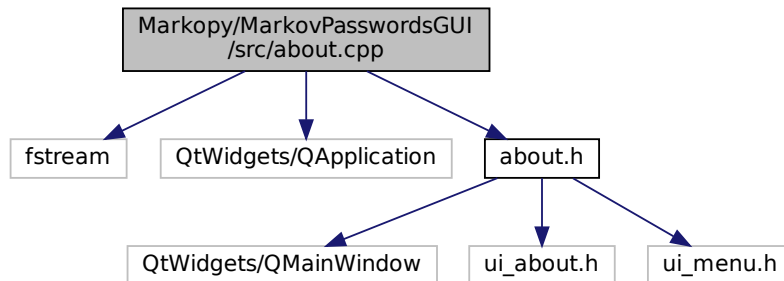 Markopy/MarkovPasswordsGUI
/src/about.cpp
fstream
QtWidgets/QApplication
about.h
QtWidgets/QMainWindow
ui_about.h
ui_menu.h